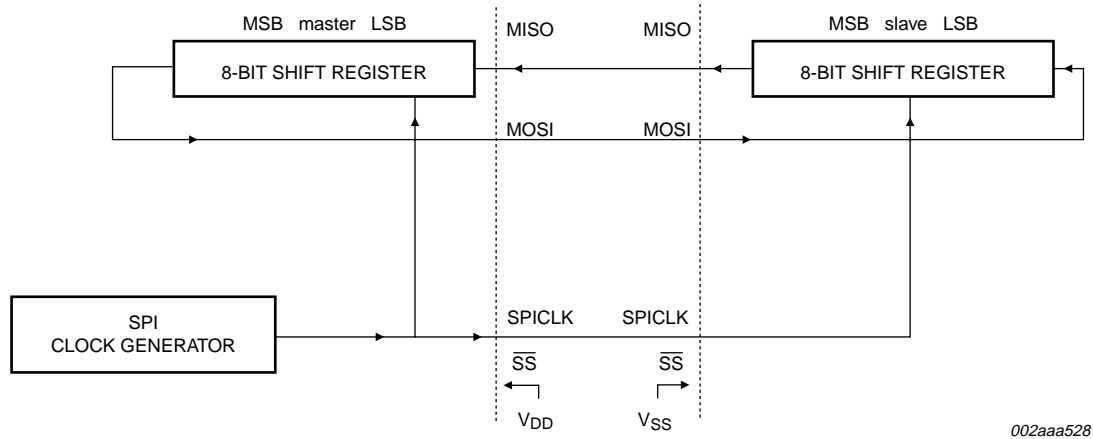 MSB master LSB
MISO
MISO
MSB slave LSB
8-BIT SHIFT REGISTER
8-BIT SHIFT REGISTER
MOSI
MOSI
SPI
CLOCK GENERATOR
SPICLK
SPICLK
SS
SS
VDD
VSS
002aaa528